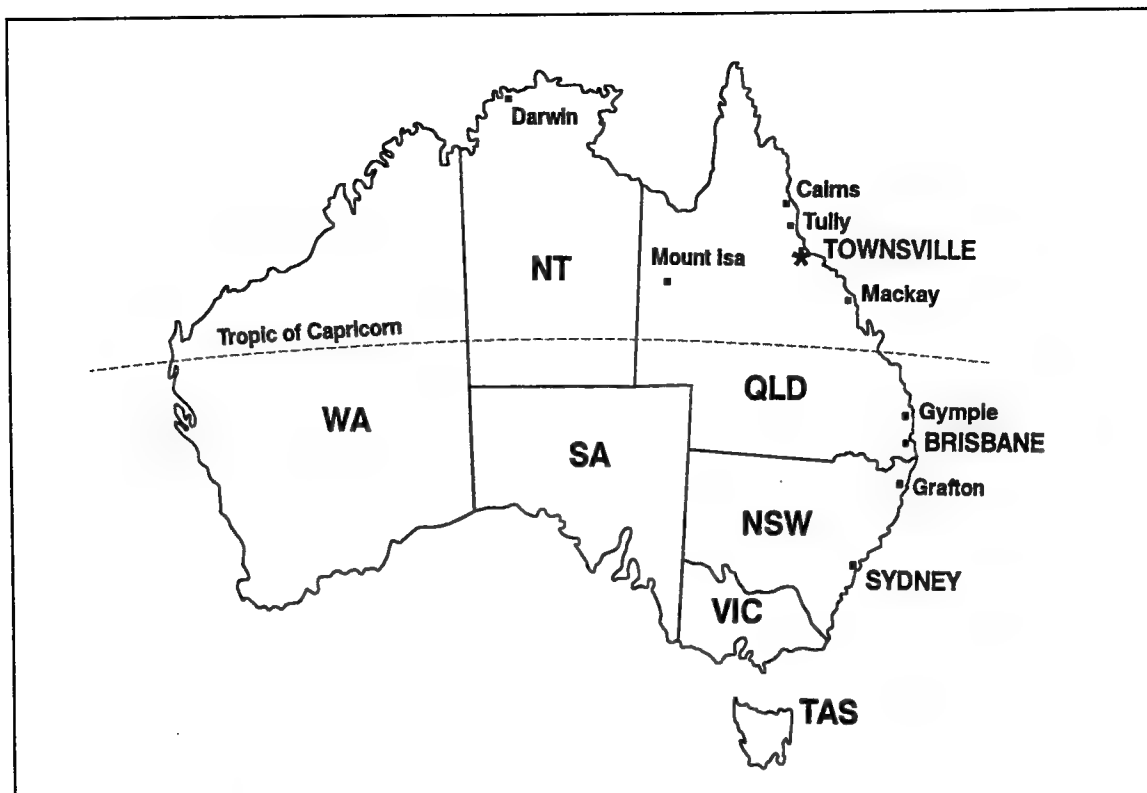 Darwin
Cairns
Tully
TOWNSVILLE
Mount Isa
NT
Mackay
Tropic of Capricorn
QLD
WA
Gympie
BRISBANE
SA
Grafton
NSW
SYDNEY
VIC
TAS